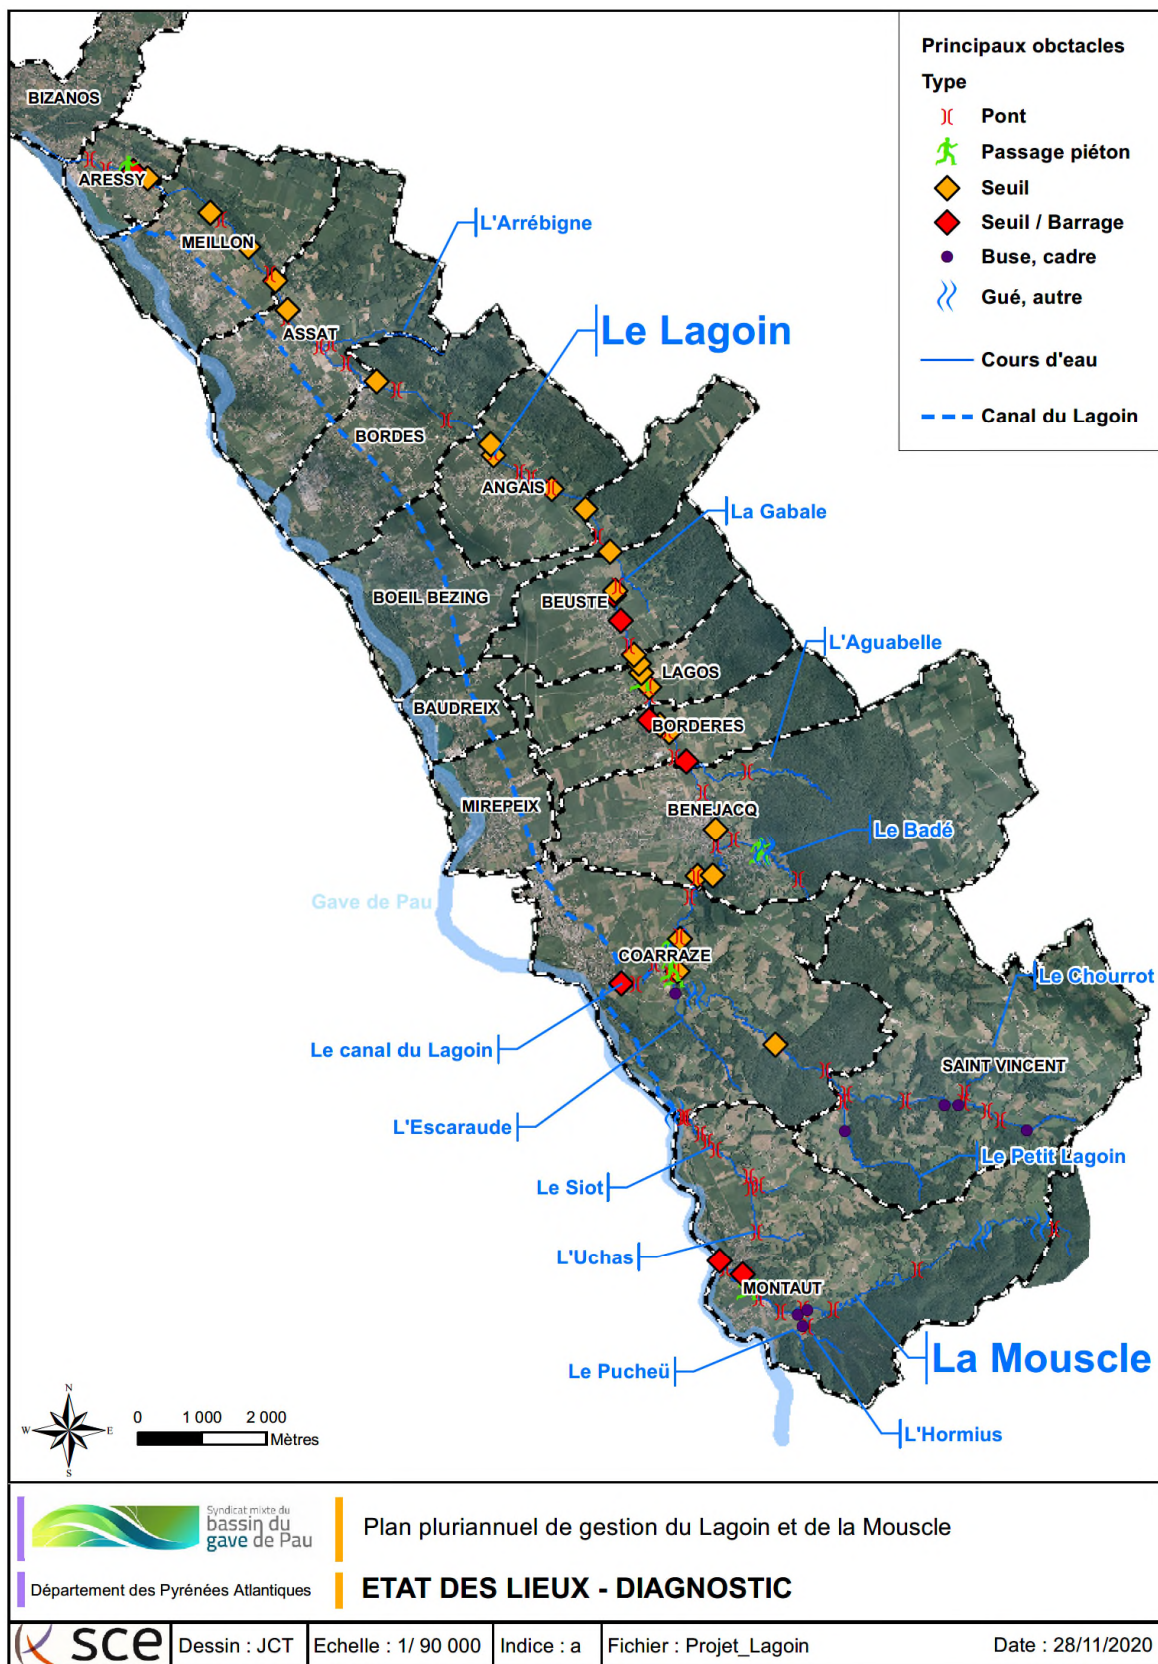 Principaux obctacles
Type
Pont
Passage piéton
Seuil
Seuil / Barrage
Buse, cadre
Gué, autre
Cours d'eau
Canal du Lagoin
BIZANOS
ARESSY
MEILLON
L'Arrébigne
Le Lagoin
ASSAT
BORDES
ANGAIS
La Gabale
BOEIL BEZING
BEUSTE
L'Aguabelle
LAGOS
BAUDREIX
BORDERES
MIREPEIX
BENEJACQ
Le Badé
Gave de Pau
COARRAZE
Le Chourrot
Le canal du Lagoin
SAINT VINCENT
L'Escaraude
Le Petit Lagoin
Le Siot
L'Uchas
MONTAUT
La Mouscle
Le Pucheü
L'Hormius
N
W
E
S
0 1 000 2 000
Mètres
Syndicat mixte du
bassin du
gave de Pau
Plan pluriannuel de gestion du Lagoin et de la Mouscle
Département des Pyrénées Atlantiques
ETAT DES LIEUX - DIAGNOSTIC
sce
Dessin : JCT
Echelle : 1/ 90 000
Indice : a
Fichier : Projet_Lagoin
Date : 28/11/2020